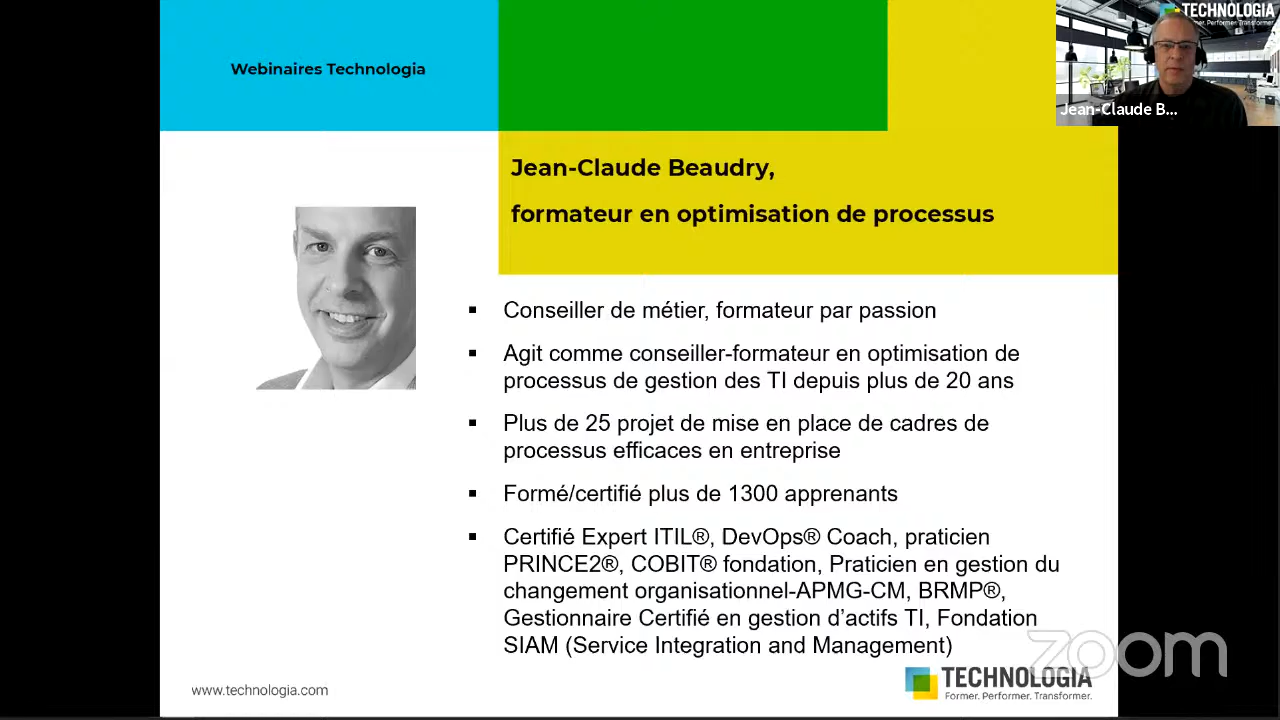 Webinaires Technologia
TECHNOLOGIA
Jean-Claude B...
Jean-Claude Beaudry,
formateur en optimisation de processus
▪ Conseiller de métier, formateur par passion
▪ Agit comme conseiller-formateur en optimisation de
processus de gestion des TI depuis plus de 20 ans
▪ Plus de 25 projet de mise en place de cadres de
processus efficaces en entreprise
▪ Formé/certifié plus de 1300 apprenants
▪ Certifié Expert ITIL®, DevOps® Coach, praticien
PRINCE2®, COBIT® fondation, Praticien en gestion du
changement organisationnel-APMG-CM, BRMP®,
Gestionnaire Certifié en gestion d’actifs TI, Fondation
SIAM (Service Integration and Management)
zoom
www.technologia.com
TECHNOLOGIA
Former. Performer. Transformer.